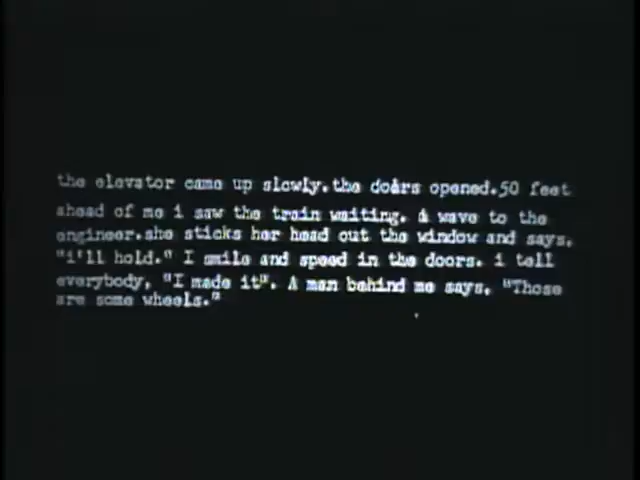 the elevator came up slowly.the doors opened.50 feet
ahead of me i saw the train waiting. A wave to the
engineer.she sticks her head out the window and says,
"i'll hold." I smile and speed in the doors. i tell
everybody, "I made it". A man behind me says, "Those
are some wheels."